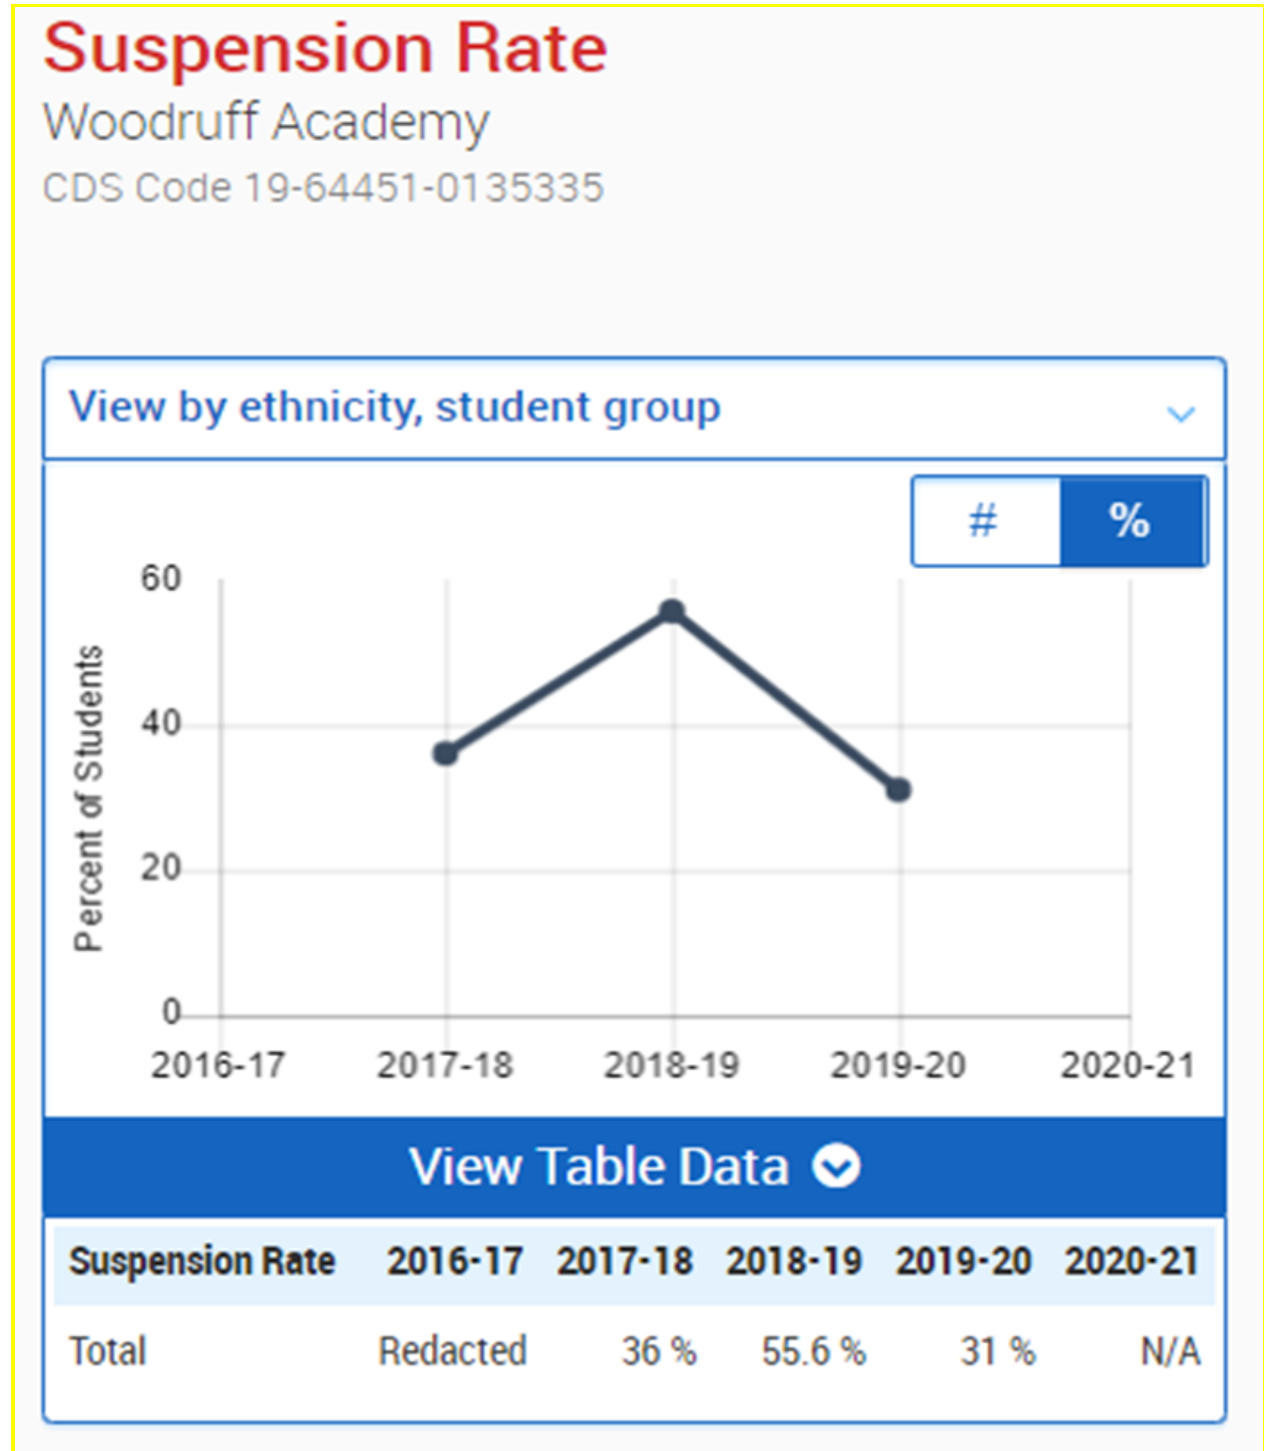 Suspension Rate
Woodruff Academy
CDS Code 19-64451-0135335
View by ethnicity, student group
# %
60
40
20
0
Percent of Students
2016-17 2017-18 2018-19 2019-20 2020-21
View Table Data
Suspension Rate 2016-17 2017-18 2018-19 2019-20 2020-21
Total Redacted 36 % 55.6 % 31 % N/A